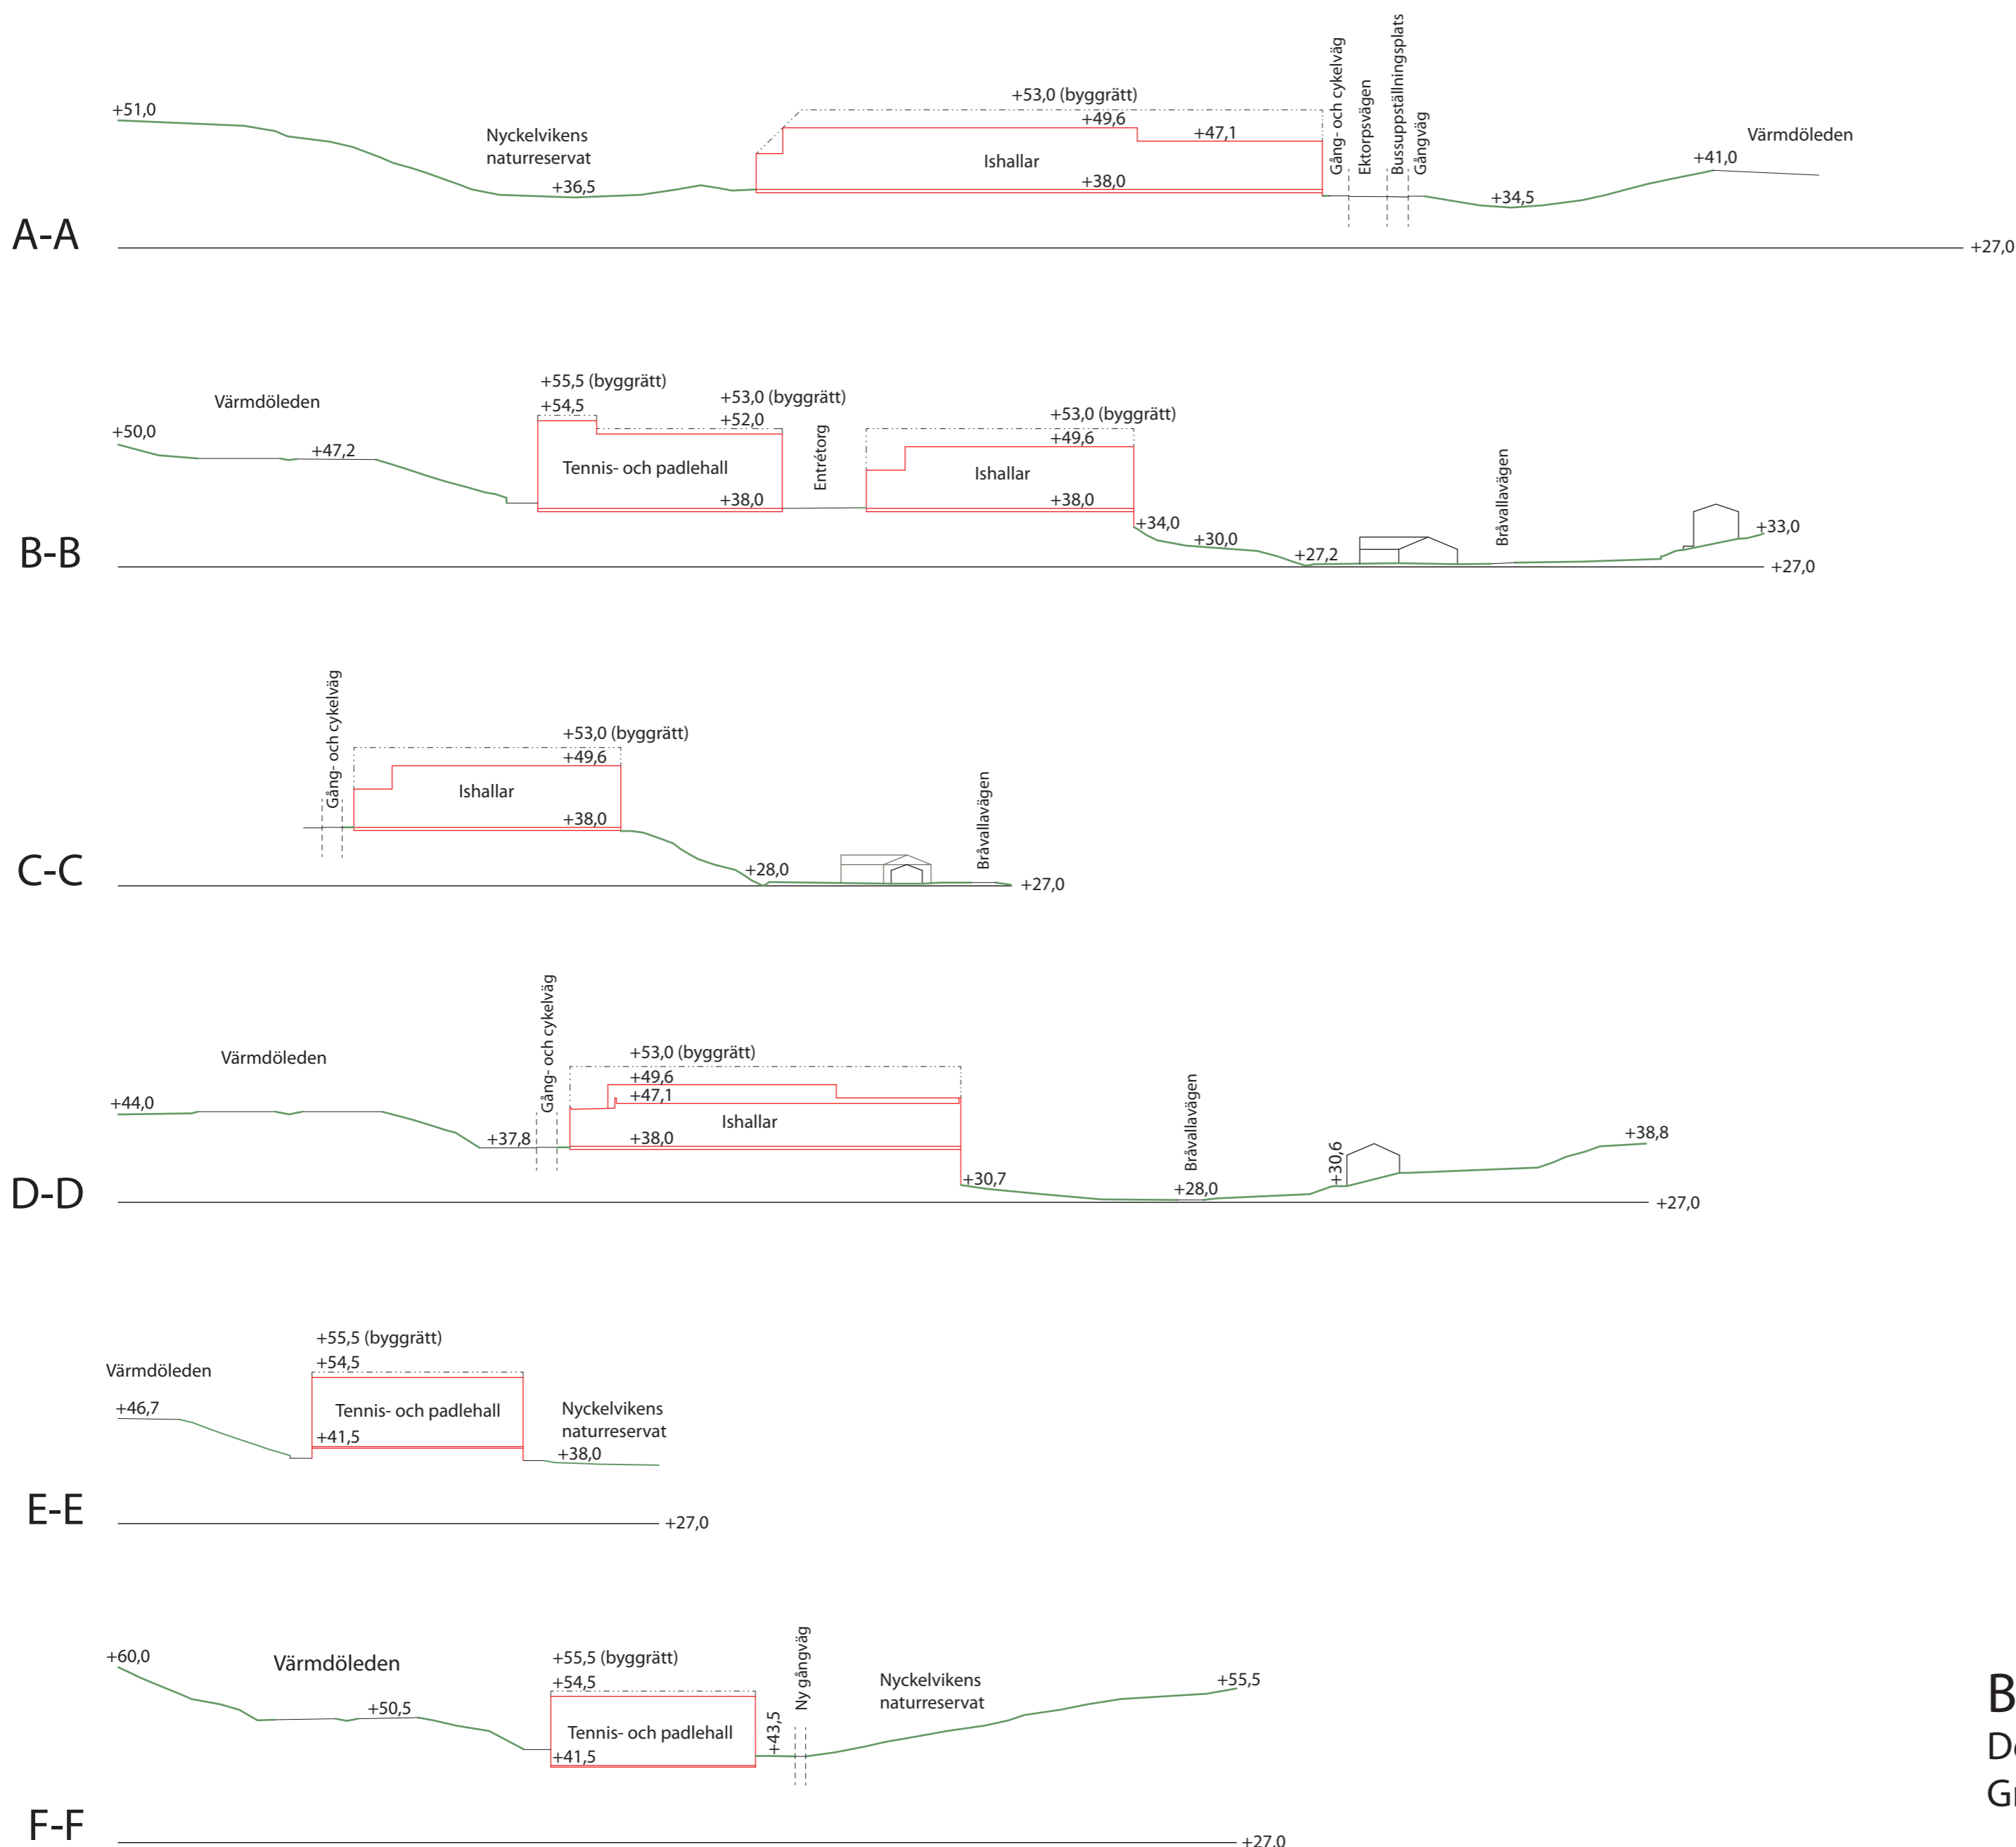 +51,0
Nyckelvikens
naturreservat
+36,5
+53,0 (byggrätt)
+49,6
+47,1
Ishallar
+38,0
Gång- och cykelväg
Ektorpsvägen
Bussuppställningsplats
Gångväg
+34,5
+41,0
Värmdöleden
A-A
+27,0
Värmdöleden
+50,0
+47,2
+55,5 (byggrätt)
+54,5
+53,0 (byggrätt)
+52,0
Tennis- och padlehall
+38,0
Entrétorg
+53,0 (byggrätt)
+49,6
Ishallar
+38,0
+34,0
+30,0
+27,2
Bråvallavägen
+33,0
B-B
+27,0
Gång- och cykelväg
+53,0 (byggrätt)
+49,6
Ishallar
+38,0
+28,0
Bråvallavägen
C-C
+27,0
Värmdöleden
+44,0
+37,8
Gång- och cykelväg
+53,0 (byggrätt)
+49,6
+47,1
Ishallar
+38,0
+30,7
Bråvallavägen
+28,0
+30,6
+38,8
D-D
+27,0
Värmdöleden
+46,7
+55,5 (byggrätt)
+54,5
Tennis- och padlehall
+41,5
Nyckelvikens
naturreservat
+38,0
E-E
+27,0
+60,0
Värmdöleden
+50,5
+55,5 (byggrätt)
+54,5
Tennis- och padlehall
+41,5
+43,5
Ny gångväg
Nyckelvikens
naturreservat
+55,5
F-F
+27,0